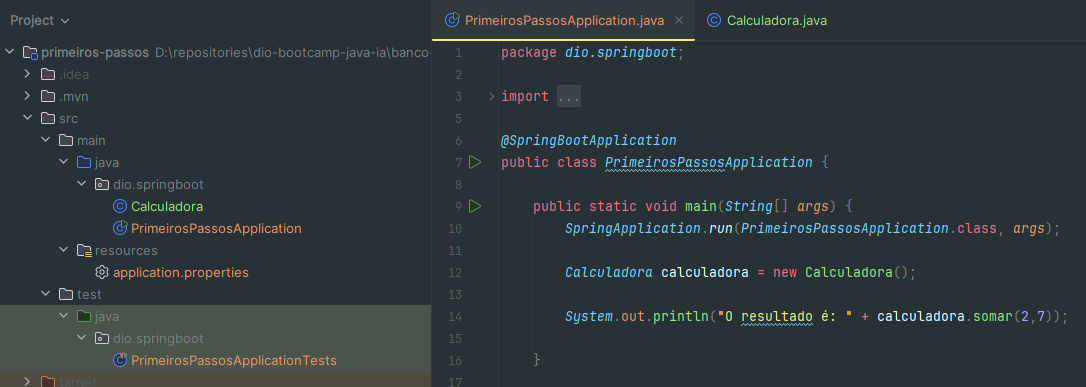 Project
primeiros-passos D:\repositories\dio-bootcamp-java-ia\banco-
.idea
.mvn
src
main
java
dio.springboot
Calculadora
PrimeirosPassosApplication
resources
application.properties
test
java
dio.springboot
PrimeirosPassosApplicationTests
target
PrimeirosPassosApplication.java × Calculadora.java
1 package dio.springboot;
2
3 import ...
5
6 @SpringBootApplication
7 public class PrimeirosPassosApplication {
8
9 public static void main(String[] args) {
10 SpringApplication.run(PrimeirosPassosApplication.class, args);
11
12 Calculadora calculadora = new Calculadora();
13
14 System.out.println("O resultado é: " + calculadora.somar(2,7));
15
16 }
17